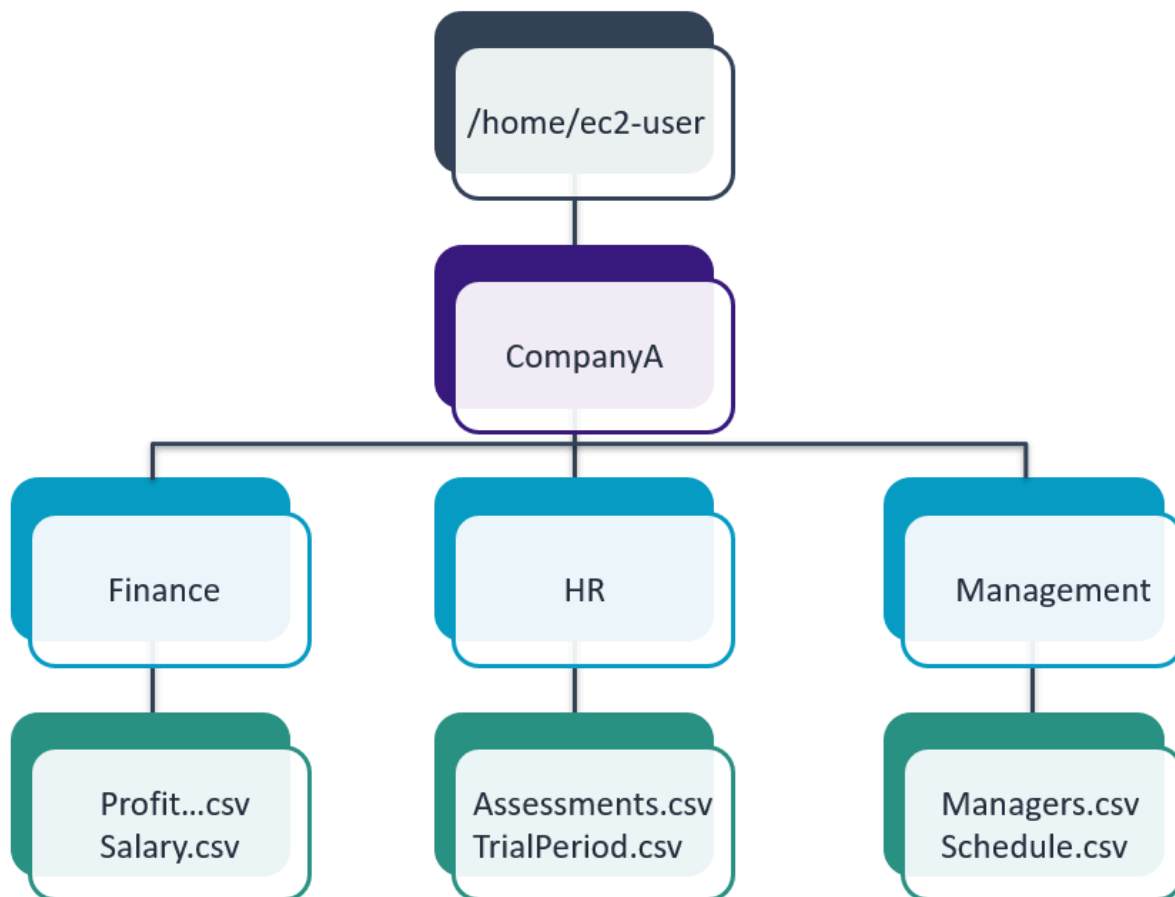 /home/ec2-user
CompanyA
Finance
HR
Management
Profit...csv
Salary.csv
Assessments.csv
TrialPeriod.csv
Managers.csv
Schedule.csv